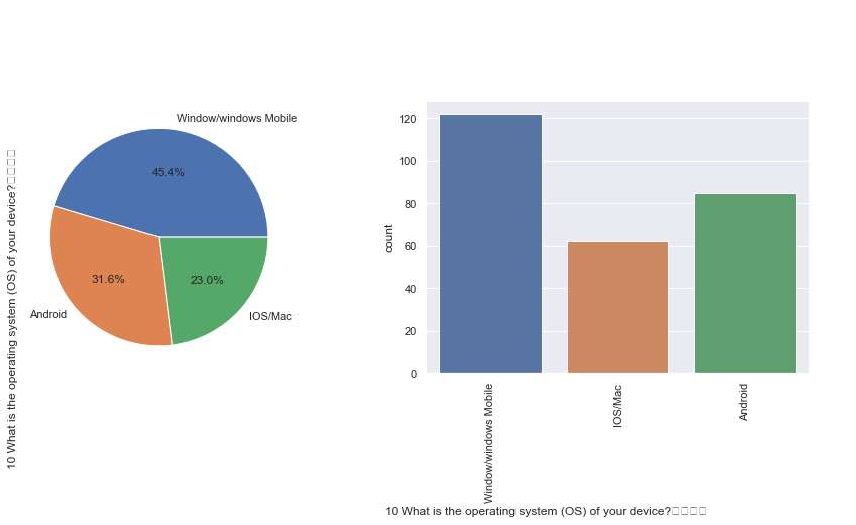 Window/windows Mobile
45.4%
31.6%
23.0%
Android
IOS/Mac
10 What is the operating system (OS) of your device?□□□□
120
100
80
60
40
20
0
count
Window/windows Mobile
IOS/Mac
Android
10 What is the operating system (OS) of your device?□□□□